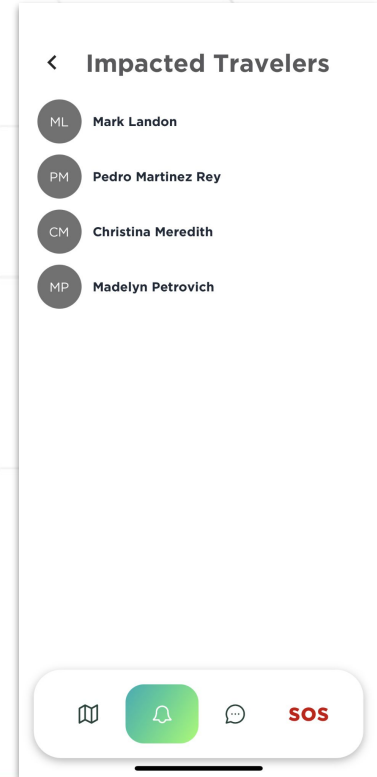 Impacted Travelers
ML Mark Landon
PM Pedro Martinez Rey
CM Christina Meredith
MP Madelyn Petrovich
SOS